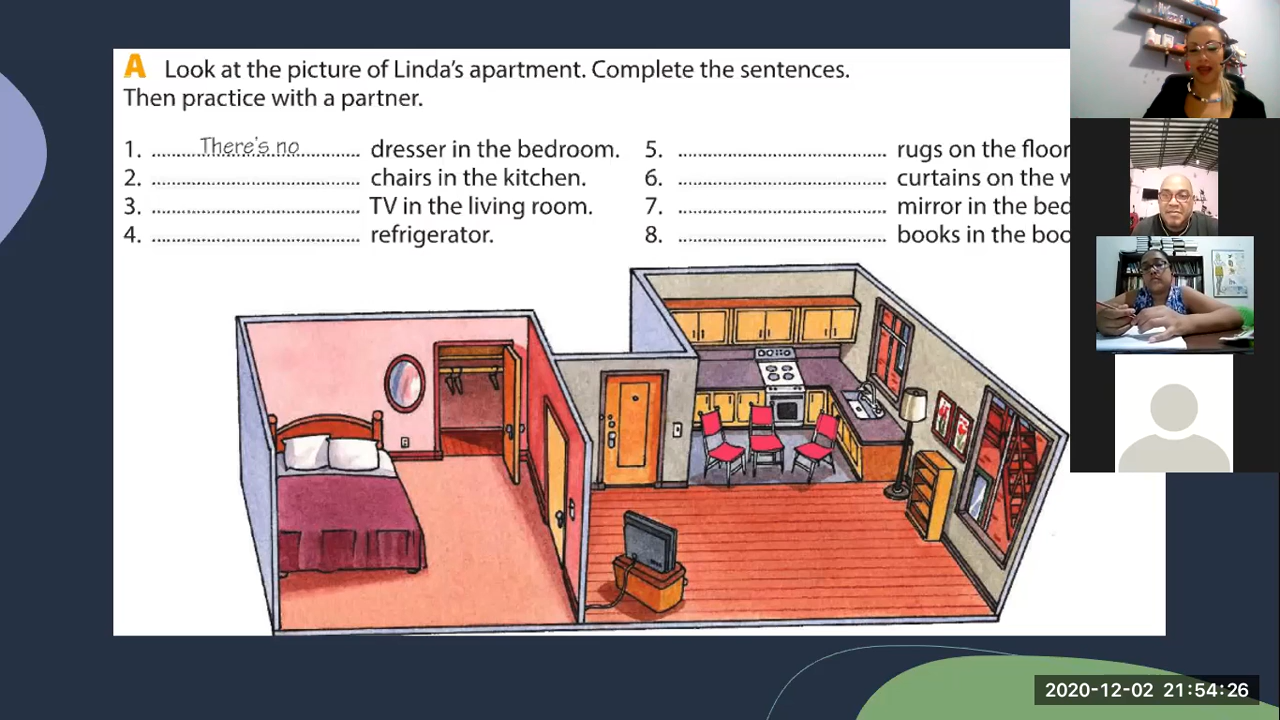 A Look at the picture of Linda's apartment. Complete the sentences.
Then practice with a partner.
1. There's no dresser in the bedroom.
2. chairs in the kitchen.
3. TV in the living room.
4. refrigerator.
5. rugs on the floor
6. curtains on the
7. mirror in the
8. books in the
2020-12-02 21:54:26